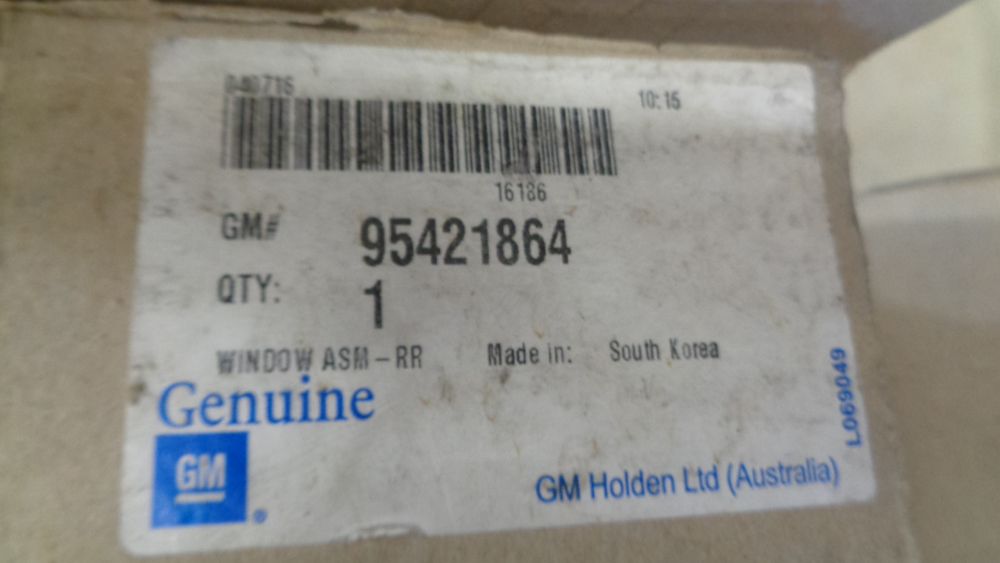 040716
10:15
16186
GM# 95421864
QTY: 1
WINDOW ASM-RR Made in: South Korea
Genuine
GM
®
GM Holden Ltd (Australia)
L069049